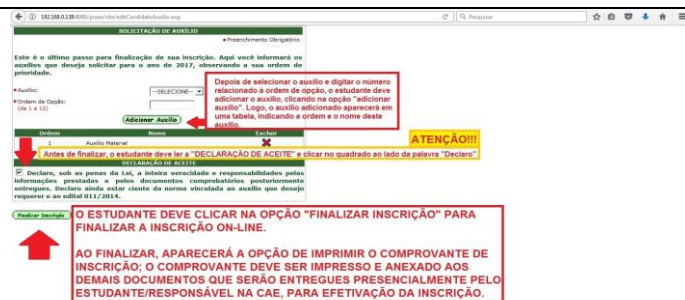 192.168.0.138:8080/proae/site/editCandidatoAuxilio.wsp
Pesquisar
SOLICITAÇÃO DE AUXÍLIO
Preenchimento Obrigatório
Este é o último passo para finalização de sua inscrição. Aqui você informará os
auxílios que deseja solicitar para o ano de 2017, observando a sua ordem de
prioridade.
Auxílio:
--SELECIONE--
Ordem de Opção:
(de 1 a 12)
Adicionar Auxílio
Depois de selecionar o auxílio e digitar o número
relacionado à ordem de opção, o estudante deve
adicionar o auxílio, clicando na opção "adicionar
auxílio". Logo, o auxílio adicionado aparecerá em
uma tabela, indicando a ordem e o nome deste
auxílio.
Ordem Nome Excluir
1 Auxílio Material
ATENÇÃO!!!
Antes de finalizar, o estudante deve ler a "DECLARAÇÃO DE ACEITE" e clicar no quadrado ao lado da palavra "Declaro"
DECLARAÇÃO DE ACEITE
Declaro, sob as penas da Lei, a inteira veracidade e responsabilidades pelas
informações prestadas e pelos documentos comprobatórios posteriormente
entregues. Declaro ainda estar ciente da norma vinculada ao auxílio que desejo
requerer e ao edital 011/2014.
Finalizar Inscrição
O ESTUDANTE DEVE CLICAR NA OPÇÃO "FINALIZAR INSCRIÇÃO" PARA
FINALIZAR A INSCRIÇÃO ON-LINE.
AO FINALIZAR, APARECERÁ A OPÇÃO DE IMPRIMIR O COMPROVANTE DE
INSCRIÇÃO; O COMPROVANTE DEVE SER IMPRESSO E ANEXADO AOS
DEMAIS DOCUMENTOS QUE SERÃO ENTREGUES PRESENCIALMENTE PELO
ESTUDANTE/RESPONSÁVEL NA CAE, PARA EFETIVAÇÃO DA INSCRIÇÃO.